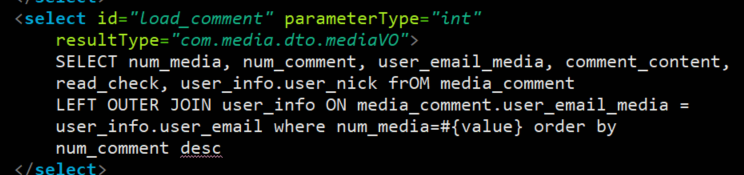 </select>
<select id="load_comment" parameterType="int"
resultType="com.media.dto.mediaVO">
SELECT num_media, num_comment, user_email_media, comment_content,
read_check, user_info.user_nick frOM media_comment
LEFT OUTER JOIN user_info ON media_comment.user_email_media =
user_info.user_email where num_media=#{value} order by
num_comment desc
</select>